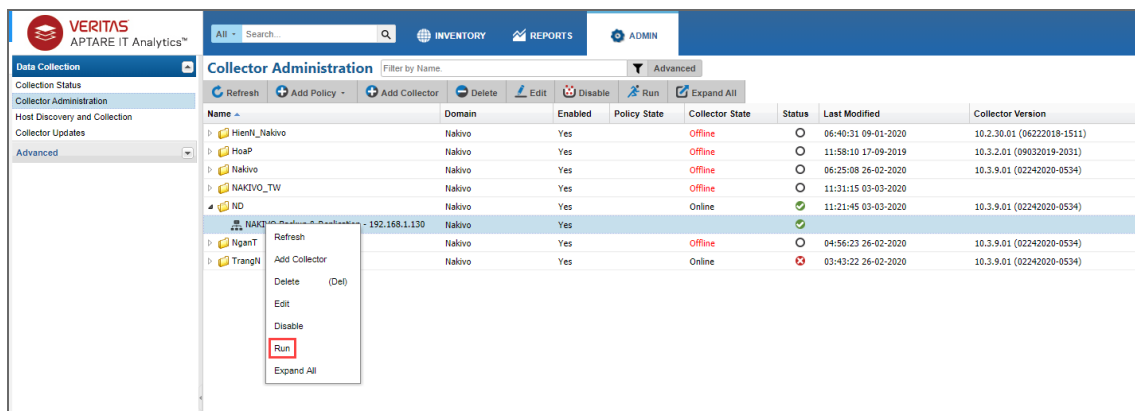 VERITAS
APTARE IT Analytics™
All Search... INVENTORY REPORTS ADMIN
Data Collection
Collection Status
Collector Administration
Host Discovery and Collection
Collector Updates
Advanced
Collector Administration Filter by Name. Advanced
Refresh Add Policy Add Collector Delete Edit Disable Run Expand All
Name Domain Enabled Policy State Collector State Status Last Modified Collector Version
HienN_Nakivo Nakivo Yes Offline 06:40:31 09-01-2020 10.2.30.01 (06222018-1511)
HoaP Nakivo Yes Offline 11:58:10 17-09-2019 10.3.2.01 (09032019-2031)
Nakivo Nakivo Yes Offline 06:25:08 26-02-2020 10.3.9.01 (02242020-0534)
NAKIVO_TW Nakivo Yes Offline 11:31:15 03-03-2020
ND Nakivo Yes Online 11:21:45 03-03-2020 10.3.9.01 (02242020-0534)
NAKIVO Backup & Replication - 192.168.1.130 Nakivo Yes
NganT Nakivo Yes Offline 04:56:23 26-02-2020 10.3.9.01 (02242020-0534)
TrangN Nakivo Yes Online 03:43:22 26-02-2020 10.3.9.01 (02242020-0534)
Refresh
Add Collector
Delete (Del)
Edit
Disable
Run
Expand All